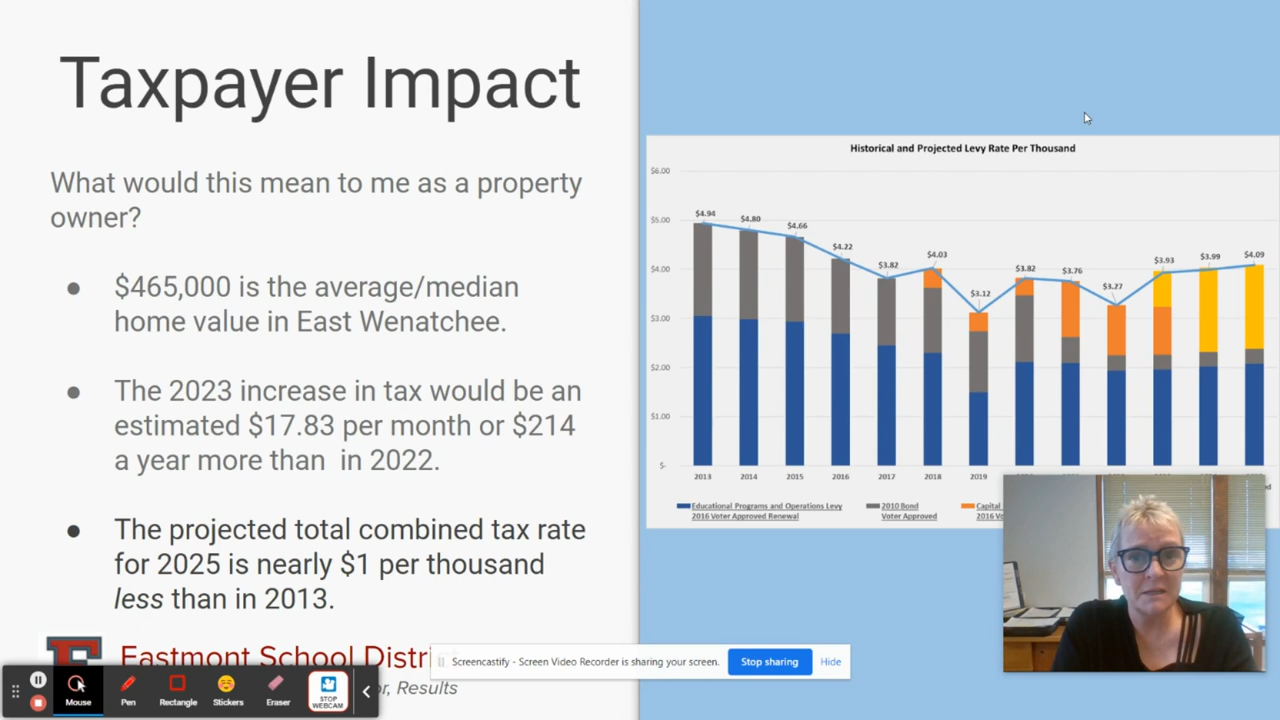 Taxpayer Impact
What would this mean to me as a property
owner?
● $465,000 is the average/median
home value in East Wenatchee.
● The 2023 increase in tax would be an
estimated $17.83 per month or $214
a year more than in 2022.
● The projected total combined tax rate
for 2025 is nearly $1 per thousand
less than in 2013.
Eastmont School Distri
Results
Mouse
Pen
Rectangle
Stickers
Eraser
STOP
WEBCAM
Screencastify - Screen Video Recorder is sharing your screen.
Stop sharing
Hide
Historical and Projected Levy Rate Per Thousand
$6.00
$5.00
$4.00
$3.00
$2.00
$1.00
$-
$4.94
$4.80
$4.66
$4.22
$3.82
$4.03
$3.12
$3.82
$3.76
$3.27
$3.93
$3.99
$4.09
2013
2014
2015
2016
2017
2018
2019
Educational Programs and Operations Levy
2016 Voter Approved Renewal
2010 Bond
Voter Approved
Capital
2016 Vo